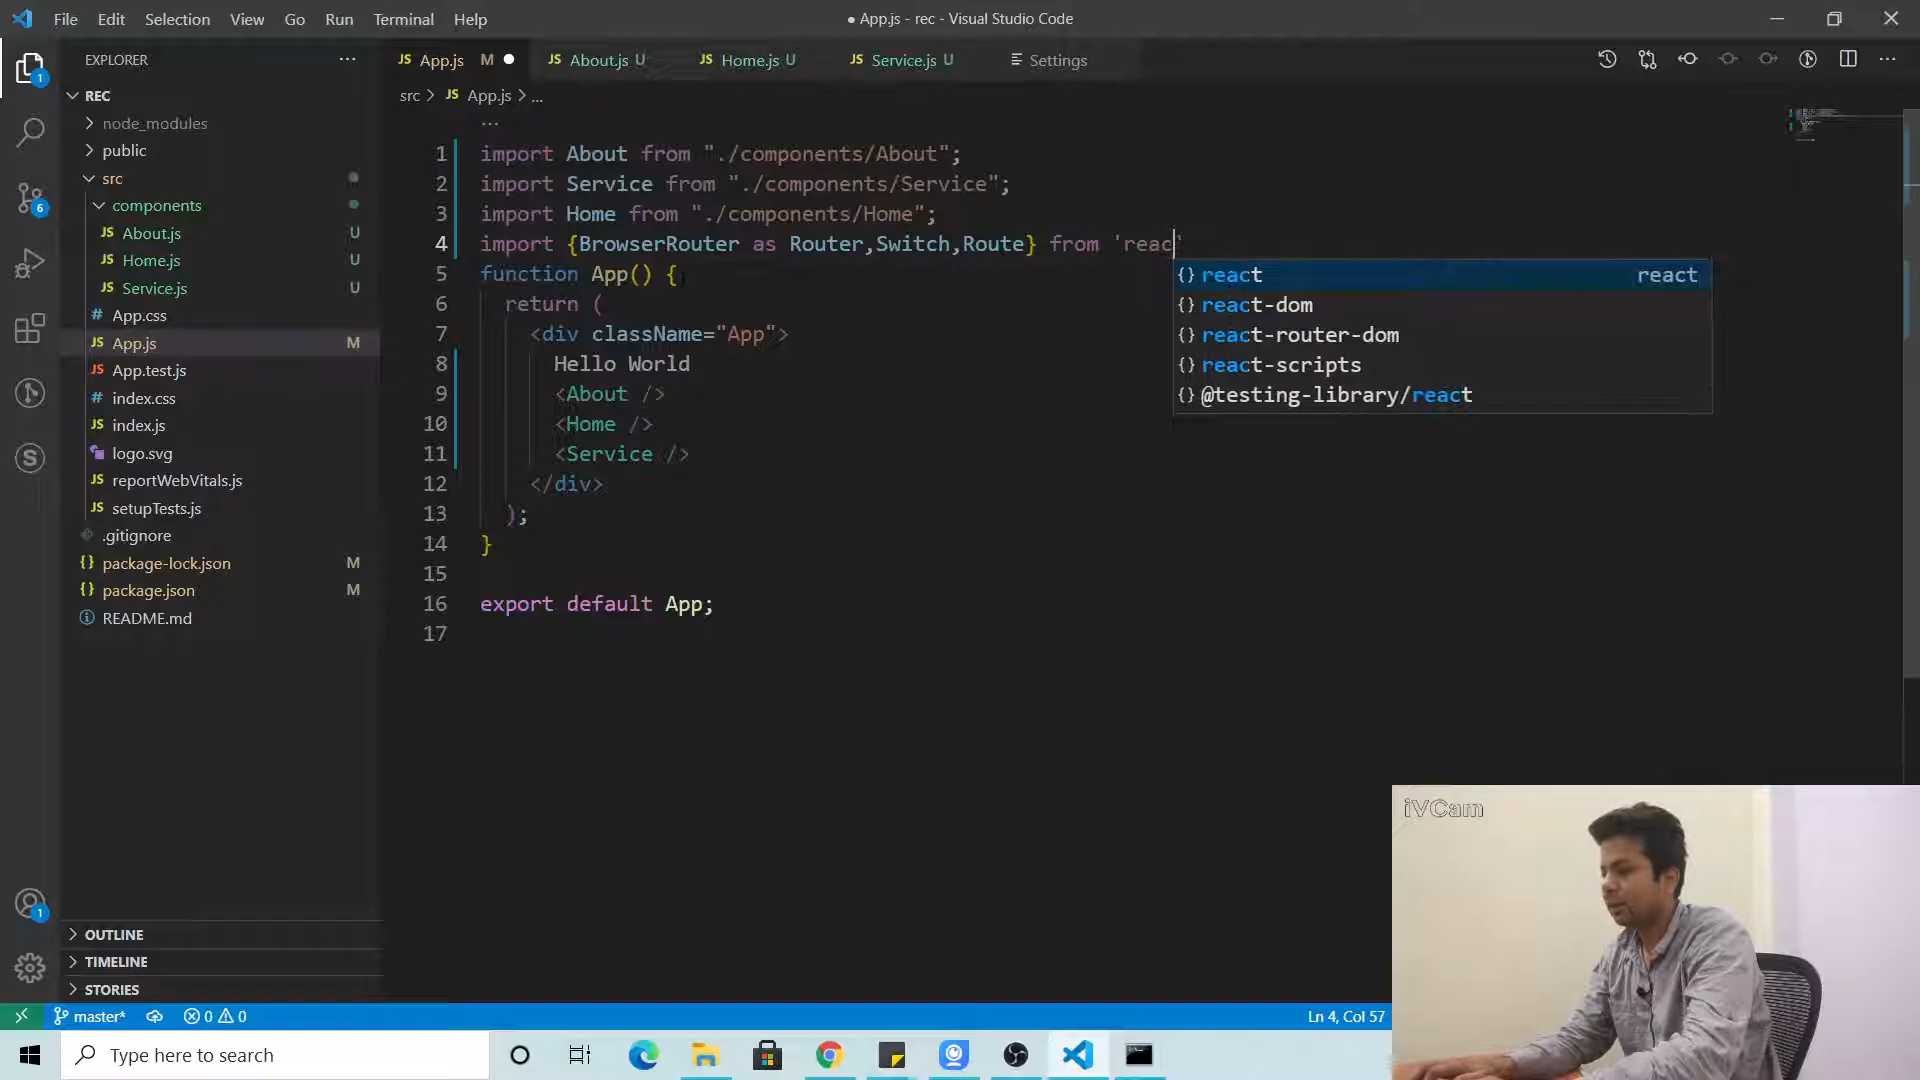 File Edit Selection View Go Run Terminal Help
● App.js - rec - Visual Studio Code
EXPLORER ...
JS App.js M ● JS About.js U JS Home.js U JS Service.js U Settings
src > JS App.js > ...
REC
node_modules
public
src
components
JS About.js U
JS Home.js U
JS Service.js U
# App.css
JS App.js M
JS App.test.js
# index.css
JS index.js
logo.svg
JS reportWebVitals.js
JS setupTests.js
.gitignore
{} package-lock.json M
{} package.json M
README.md
OUTLINE
TIMELINE
STORIES
1
6
S
1
...
1 import About from "./components/About";
2 import Service from "./components/Service";
3 import Home from "./components/Home";
4 import {BrowserRouter as Router,Switch,Route} from 'reac'
5 function App() {
6 return (
7 <div className="App">
8 Hello World
9 <About />
10 <Home />
11 <Service />
12 </div>
13 );
14 }
15
16 export default App;
17
{} react react
{} react-dom
{} react-router-dom
{} react-scripts
{} @testing-library/react
iVCam
master* 0 0 Ln 4, Col 57
Type here to search